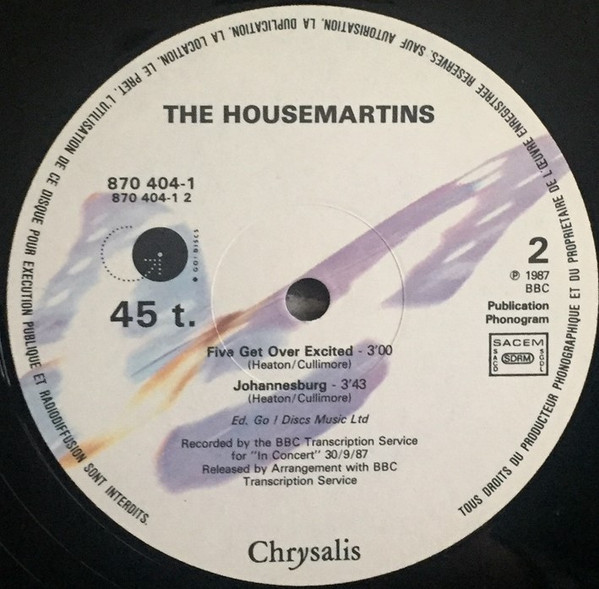 THE HOUSEMARTINS
870 404-1
870 404-1 2
● GO! DISCS
45 t.
2
℗ 1987
BBC
Publication
Phonogram
SACEM
SACD
SDRM
SGDL
Five Get Over Excited - 3'00
(Heaton/Cullimore)
Johannesburg - 3'43
(Heaton/Cullimore)
Ed. Go ! Discs Music Ltd
Recorded by the BBC Transcription Service
for "In Concert" 30/9/87
Released by Arrangement with BBC
Transcription Service
Chrysalis
TOUS DROITS DU PRODUCTEUR PHONOGRAPHIQUE ET DU PROPRIETAIRE DE L'ŒUVRE ENREGISTREE RESERVES. SAUF AUTORISATION, LA DUPLICATION, LA LOCATION, LE PRET, L'UTILISATION DE CE DISQUE POUR EXECUTION PUBLIQUE ET RADIODIFFUSION SONT INTERDITS.